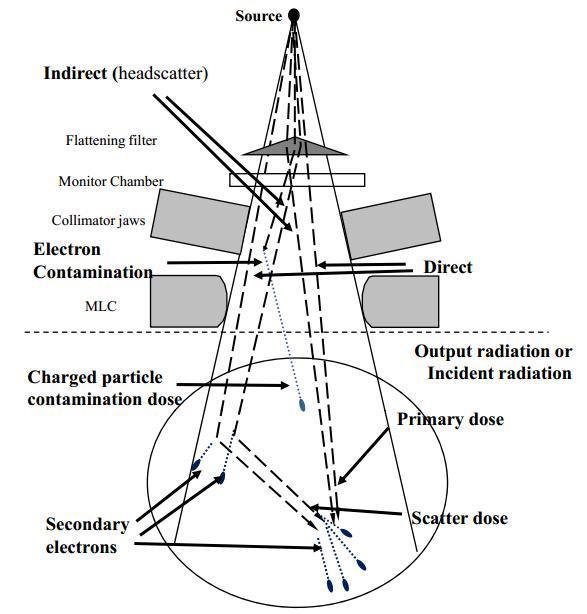 Source
Indirect (headscatter)
Flattening filter
Monitor Chamber
Collimator jaws
Electron
Contamination
Direct
MLC
Output radiation or
Incident radiation
Charged particle
contamination dose
Primary dose
Scatter dose
Secondary
electrons